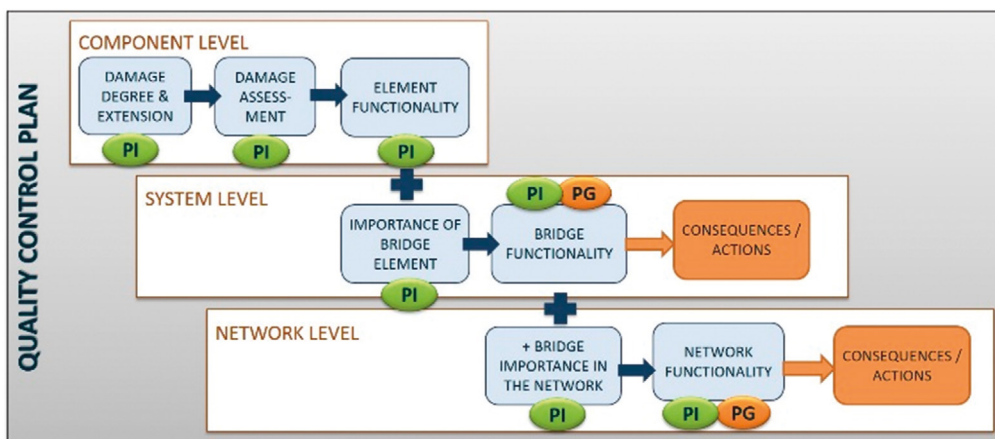 QUALITY CONTROL PLAN
COMPONENT LEVEL
DAMAGE
DEGREE &
EXTENSION
PI
DAMAGE
ASSESS-
MENT
PI
ELEMENT
FUNCTIONALITY
PI
SYSTEM LEVEL
IMPORTANCE OF
BRIDGE
ELEMENT
PI
PI
PG
BRIDGE
FUNCTIONALITY
CONSEQUENCES /
ACTIONS
NETWORK LEVEL
+ BRIDGE
IMPORTANCE IN
THE NETWORK
PI
NETWORK
FUNCTIONALITY
PI
PG
CONSEQUENCES /
ACTIONS